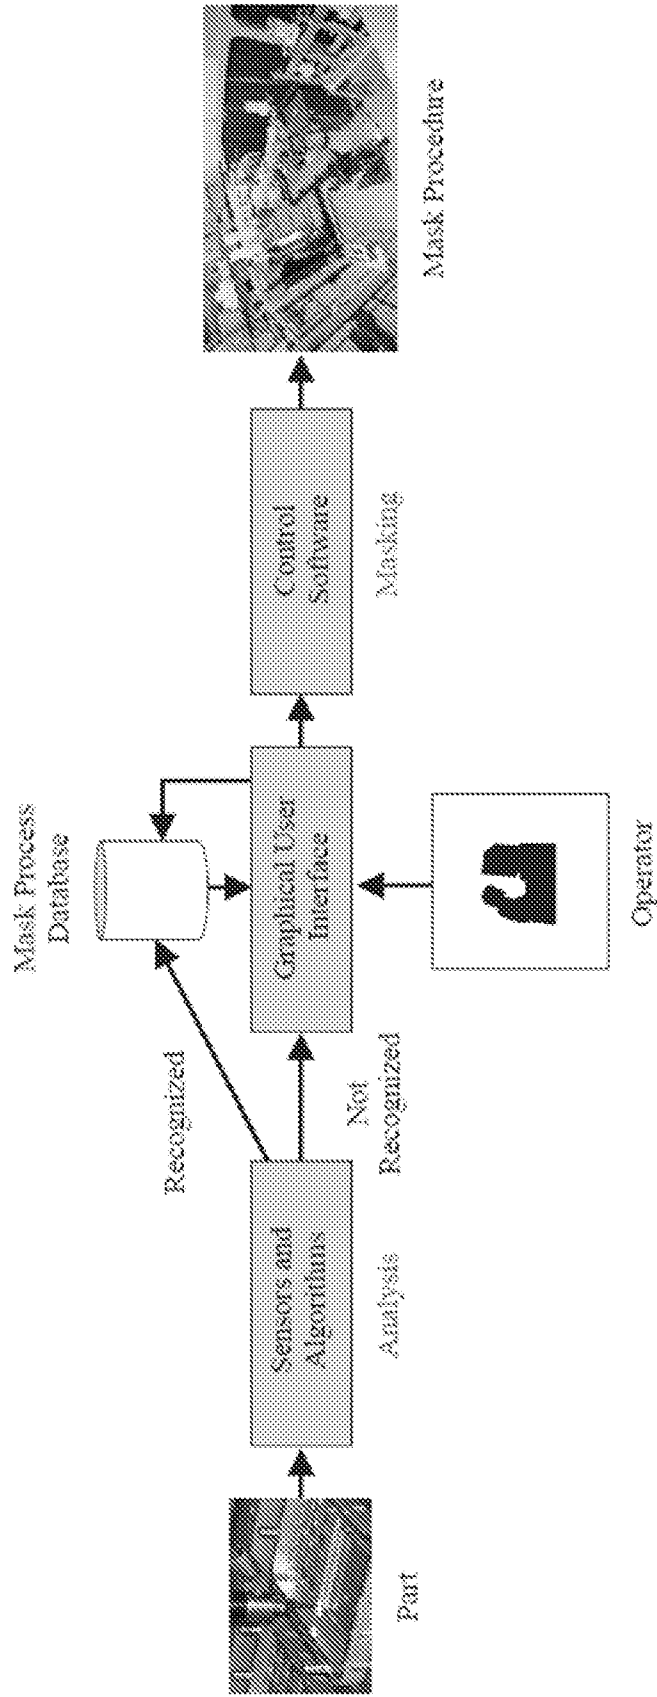 Mask Process
Database
Recognized
Not
Recognized
Sensors and
Algorithms
Graphical User
Interface
Control
Software
Part
Analysis
Operator
Masking
Mask Procedure